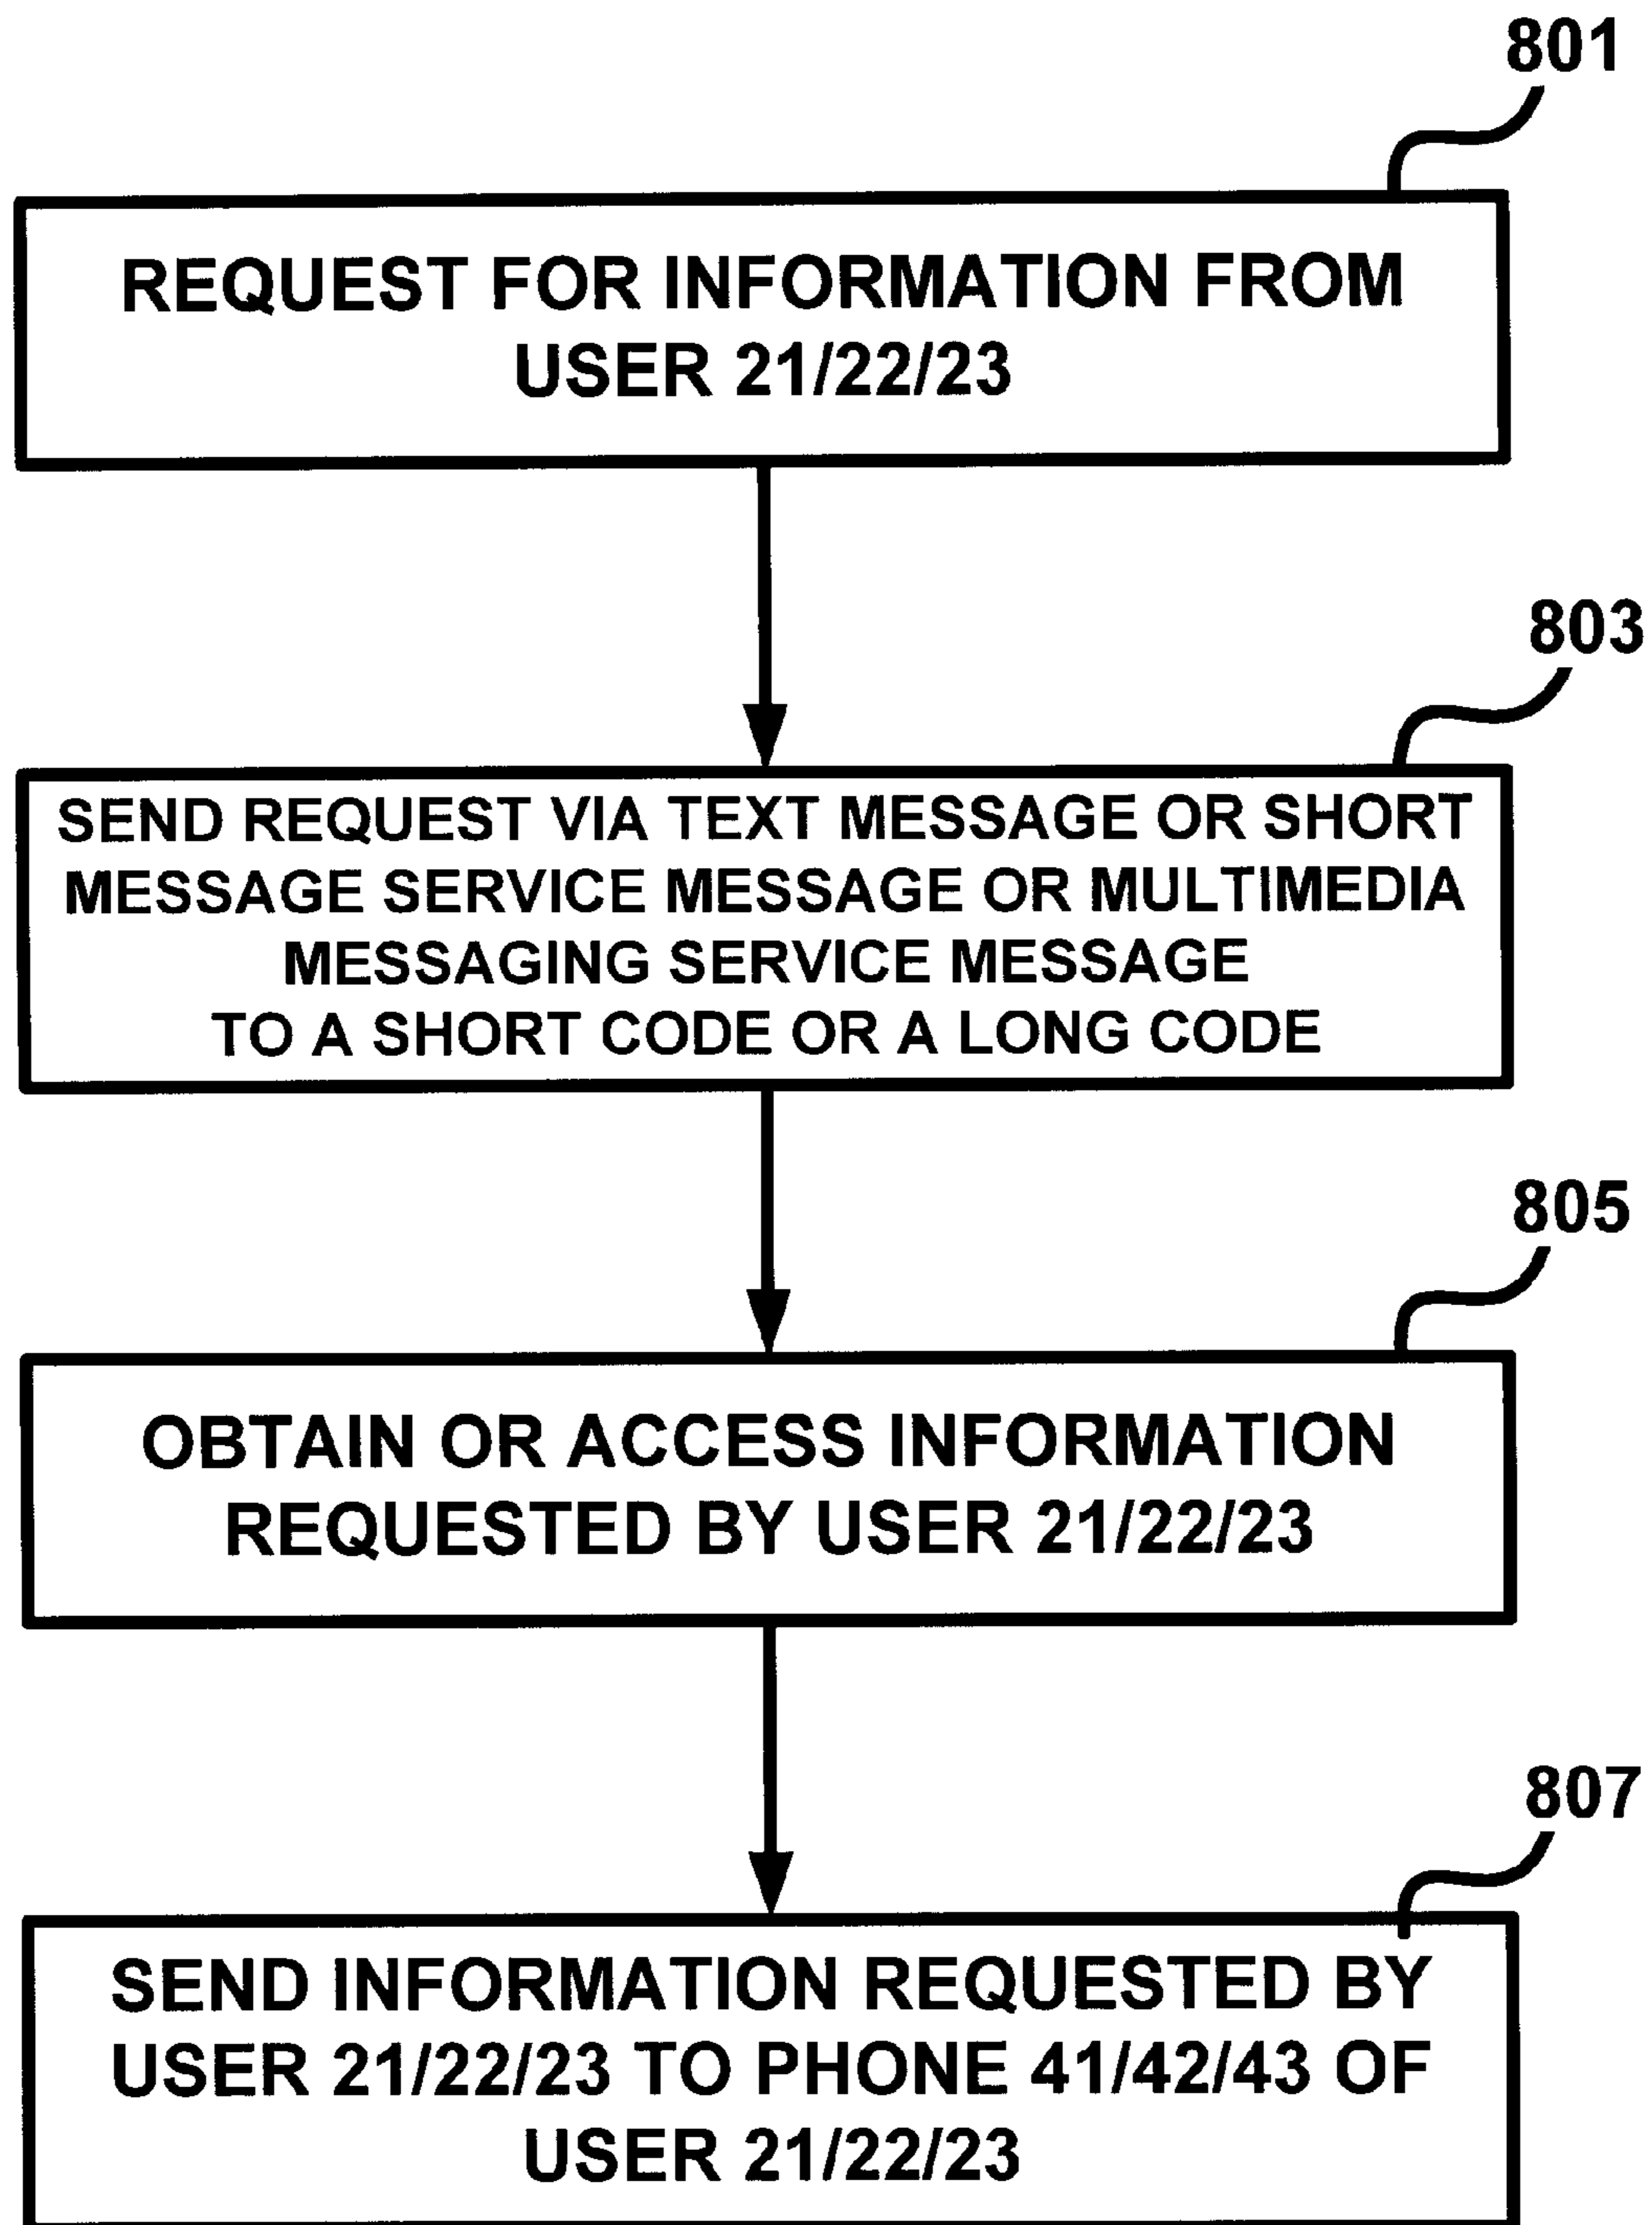 801
REQUEST FOR INFORMATION FROM
USER 21/22/23
803
SEND REQUEST VIA TEXT MESSAGE OR SHORT
MESSAGE SERVICE MESSAGE OR MULTIMEDIA
MESSAGING SERVICE MESSAGE
TO A SHORT CODE OR A LONG CODE
805
OBTAIN OR ACCESS INFORMATION
REQUESTED BY USER 21/22/23
807
SEND INFORMATION REQUESTED BY
USER 21/22/23 TO PHONE 41/42/43 OF
USER 21/22/23